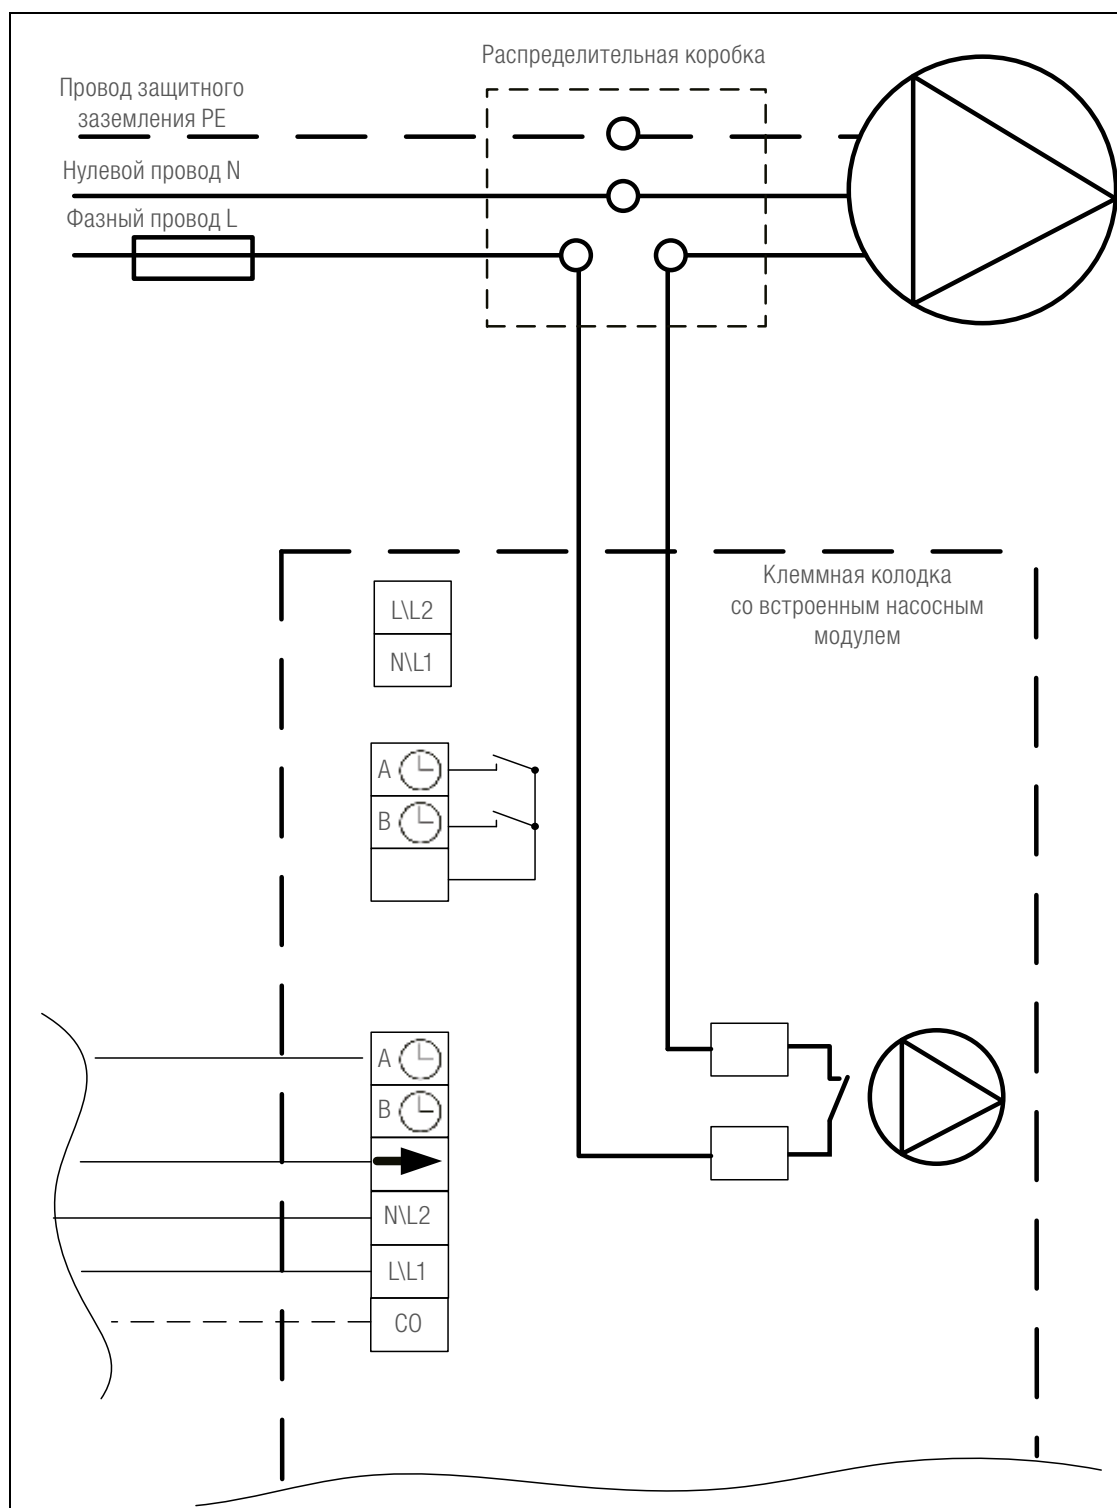 Распределительная коробка
Провод защитного
заземления PE
Нулевой провод N
Фазный провод L
Клеммная колодка
со встроенным насосным
модулем
L\L2
N\L1
A
B
A
B
N\L2
L\L1
CO